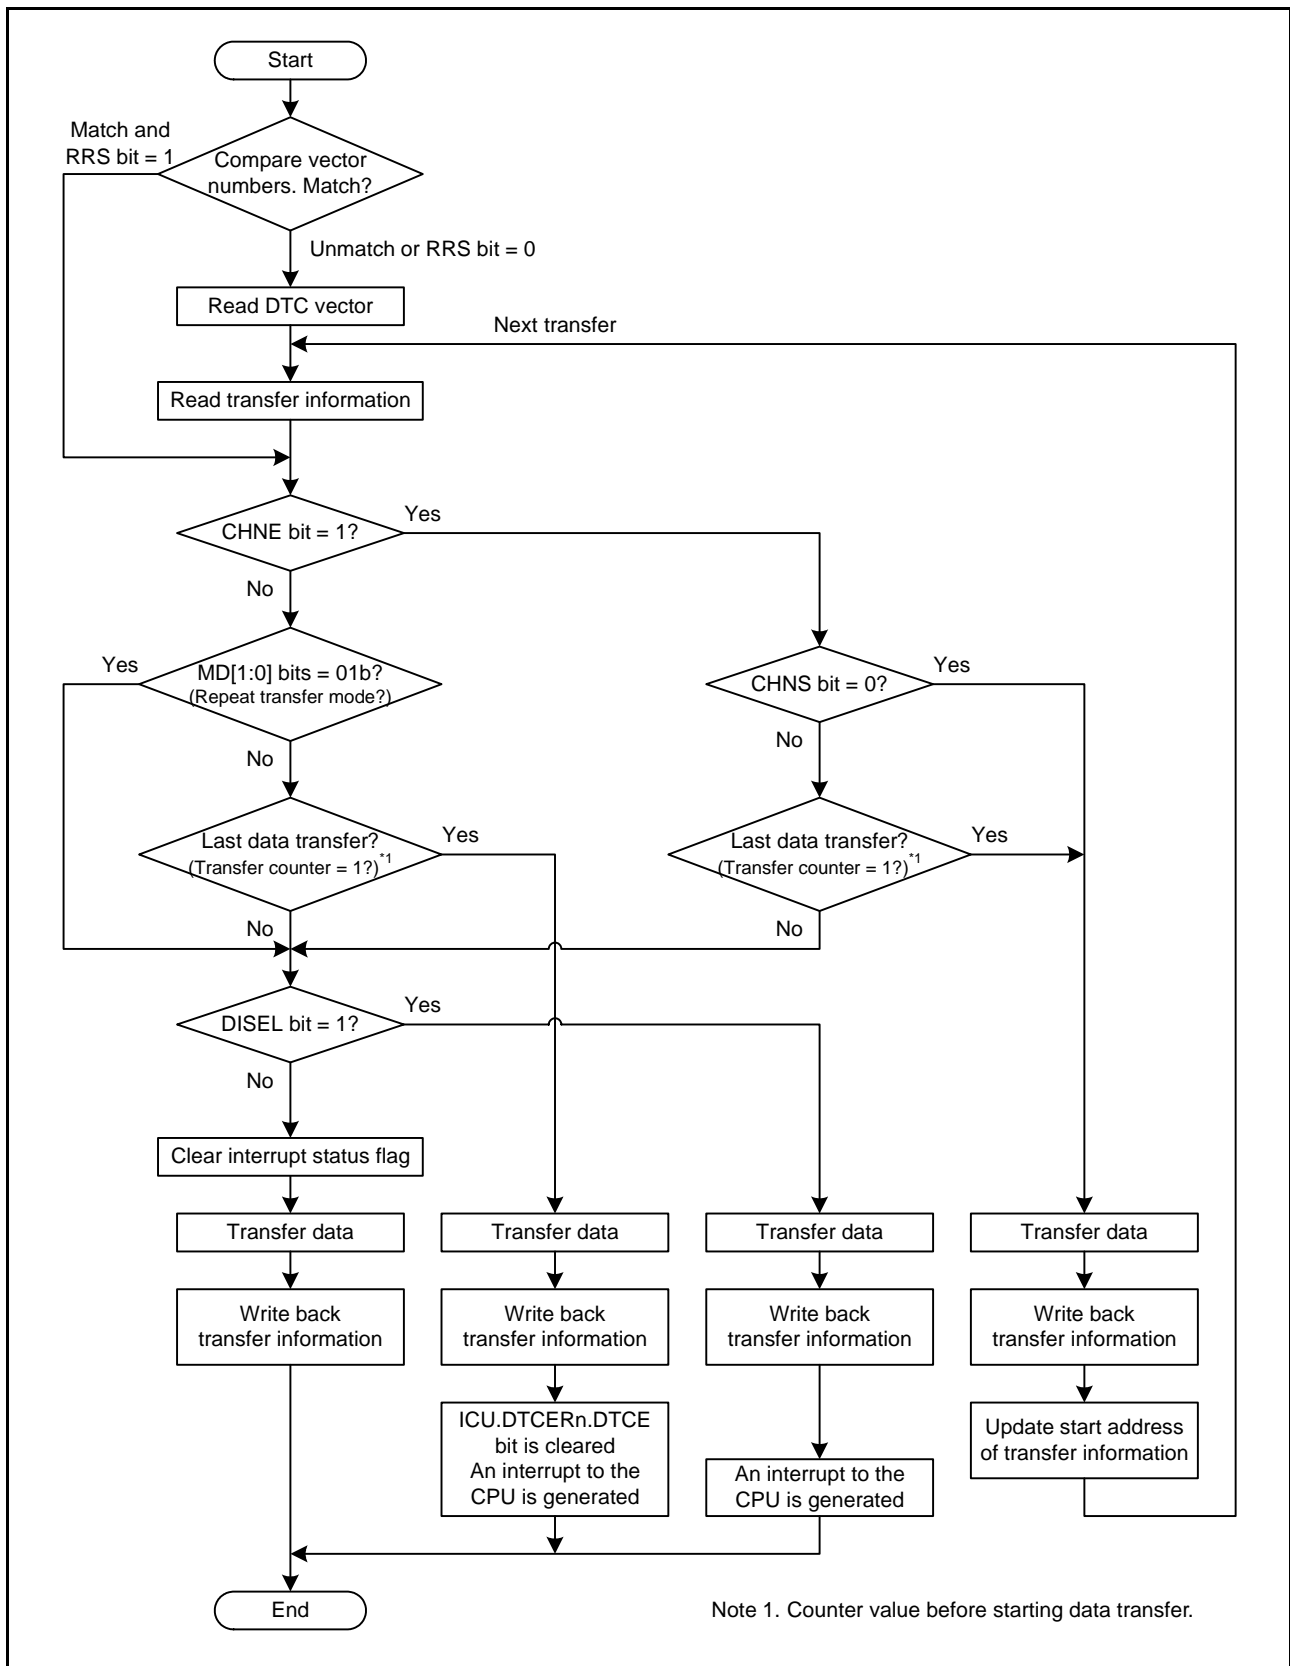 Start
Match and
RRS bit = 1
Compare vector
numbers. Match?
Unmatch or RRS bit = 0
Read DTC vector
Next transfer
Read transfer information
CHNE bit = 1?
Yes
No
Yes
MD[1:0] bits = 01b?
(Repeat transfer mode?)
CHNS bit = 0?
Yes
No
No
Last data transfer?
(Transfer counter = 1?)*1
Yes
Last data transfer?
(Transfer counter = 1?)*1
Yes
No
No
DISEL bit = 1?
Yes
No
Clear interrupt status flag
Transfer data
Transfer data
Transfer data
Transfer data
Write back
transfer information
Write back
transfer information
Write back
transfer information
Write back
transfer information
ICU.DTCERn.DTCE
bit is cleared
An interrupt to the
CPU is generated
An interrupt to the
CPU is generated
Update start address
of transfer information
End
Note 1. Counter value before starting data transfer.